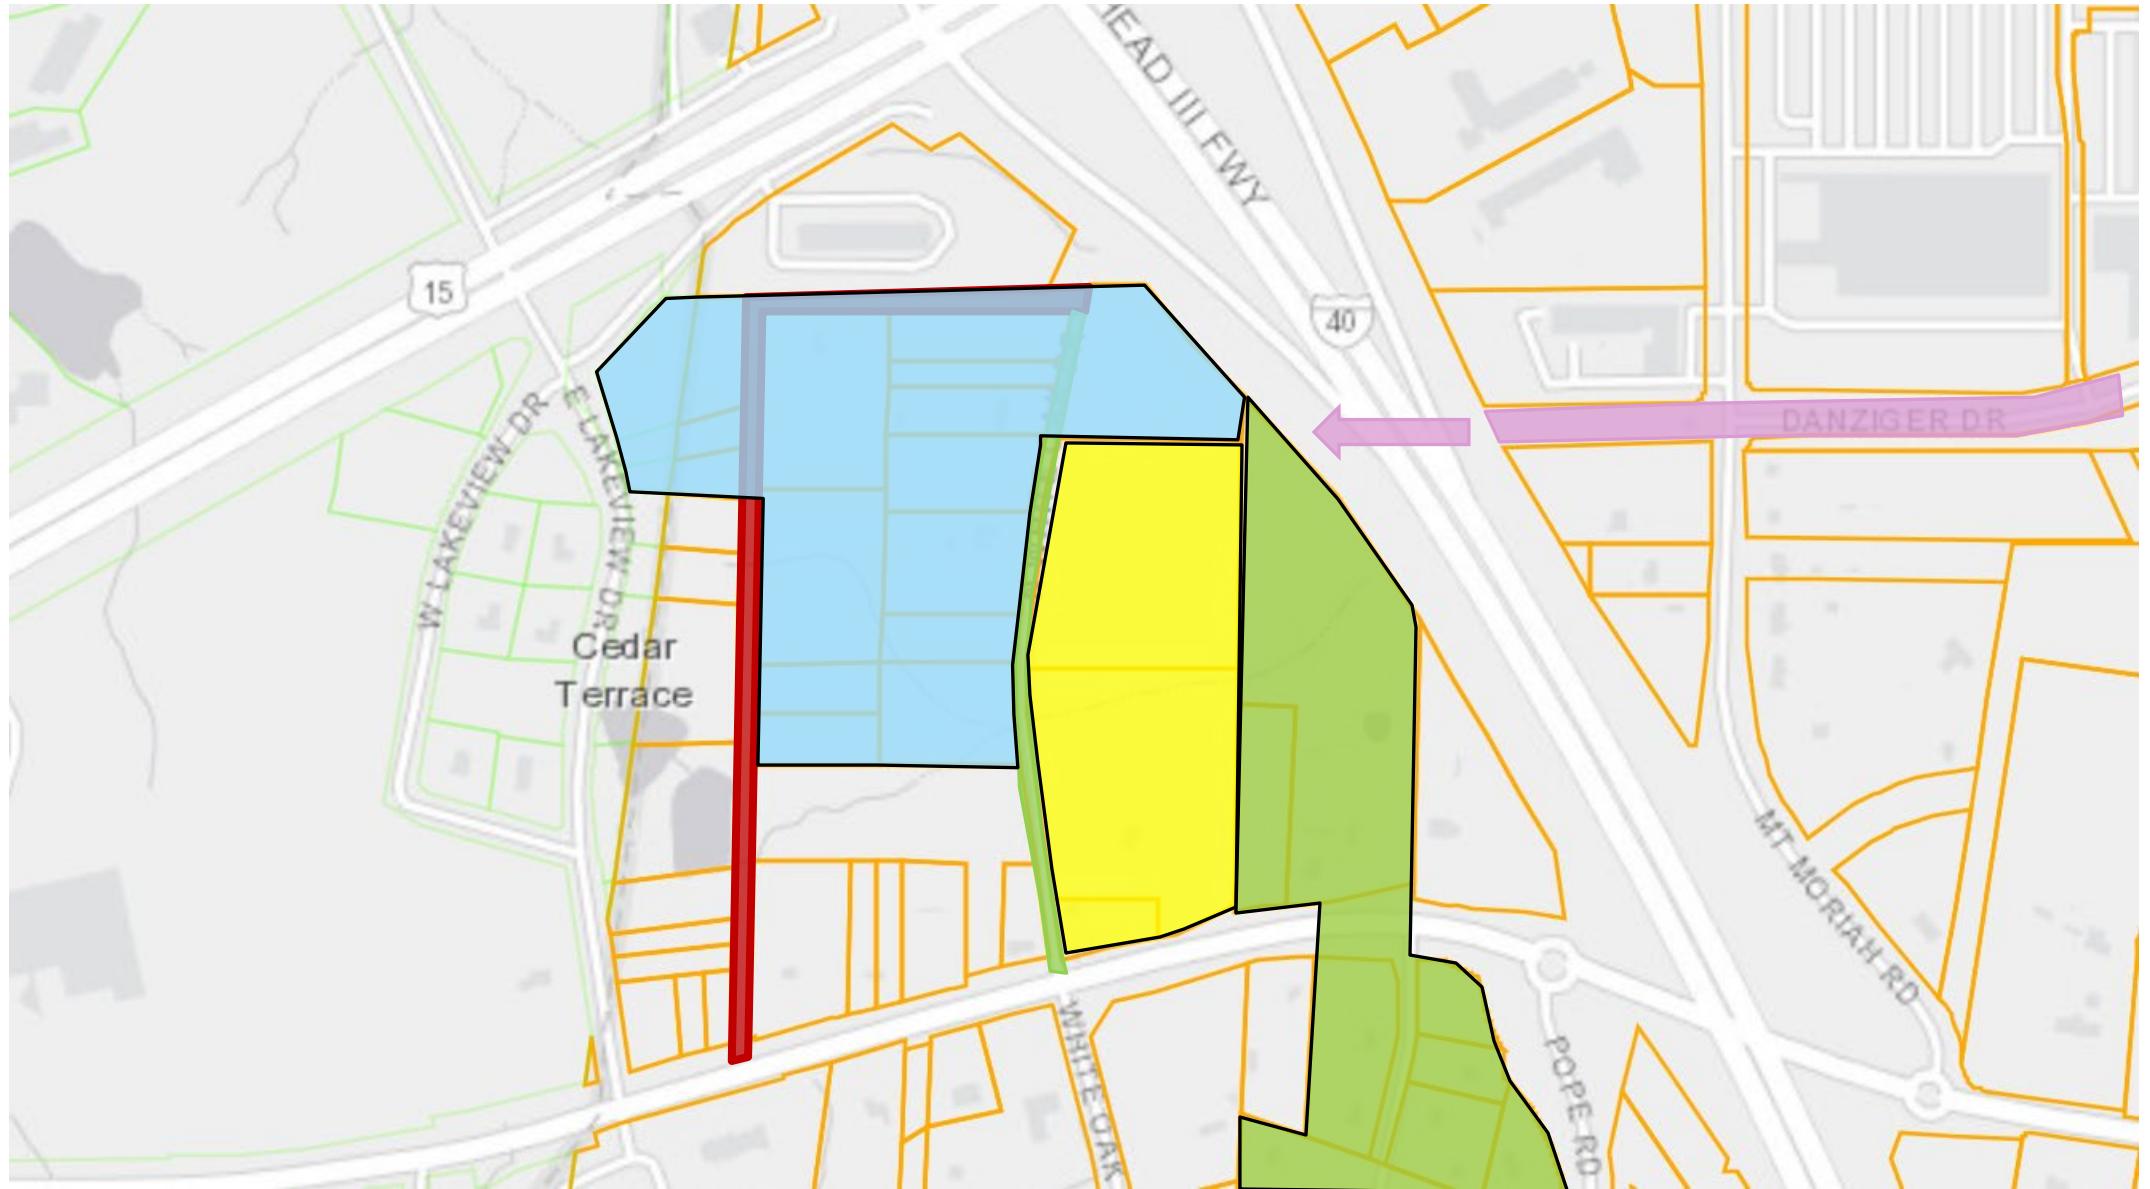 HEAD III FWY
15
40
DANZIGER DR
W LAKEVIEW DR
E LAKEVIEW DR
Cedar
Terrace
MT MORIAH RD
WHITE OAK
POPE RD